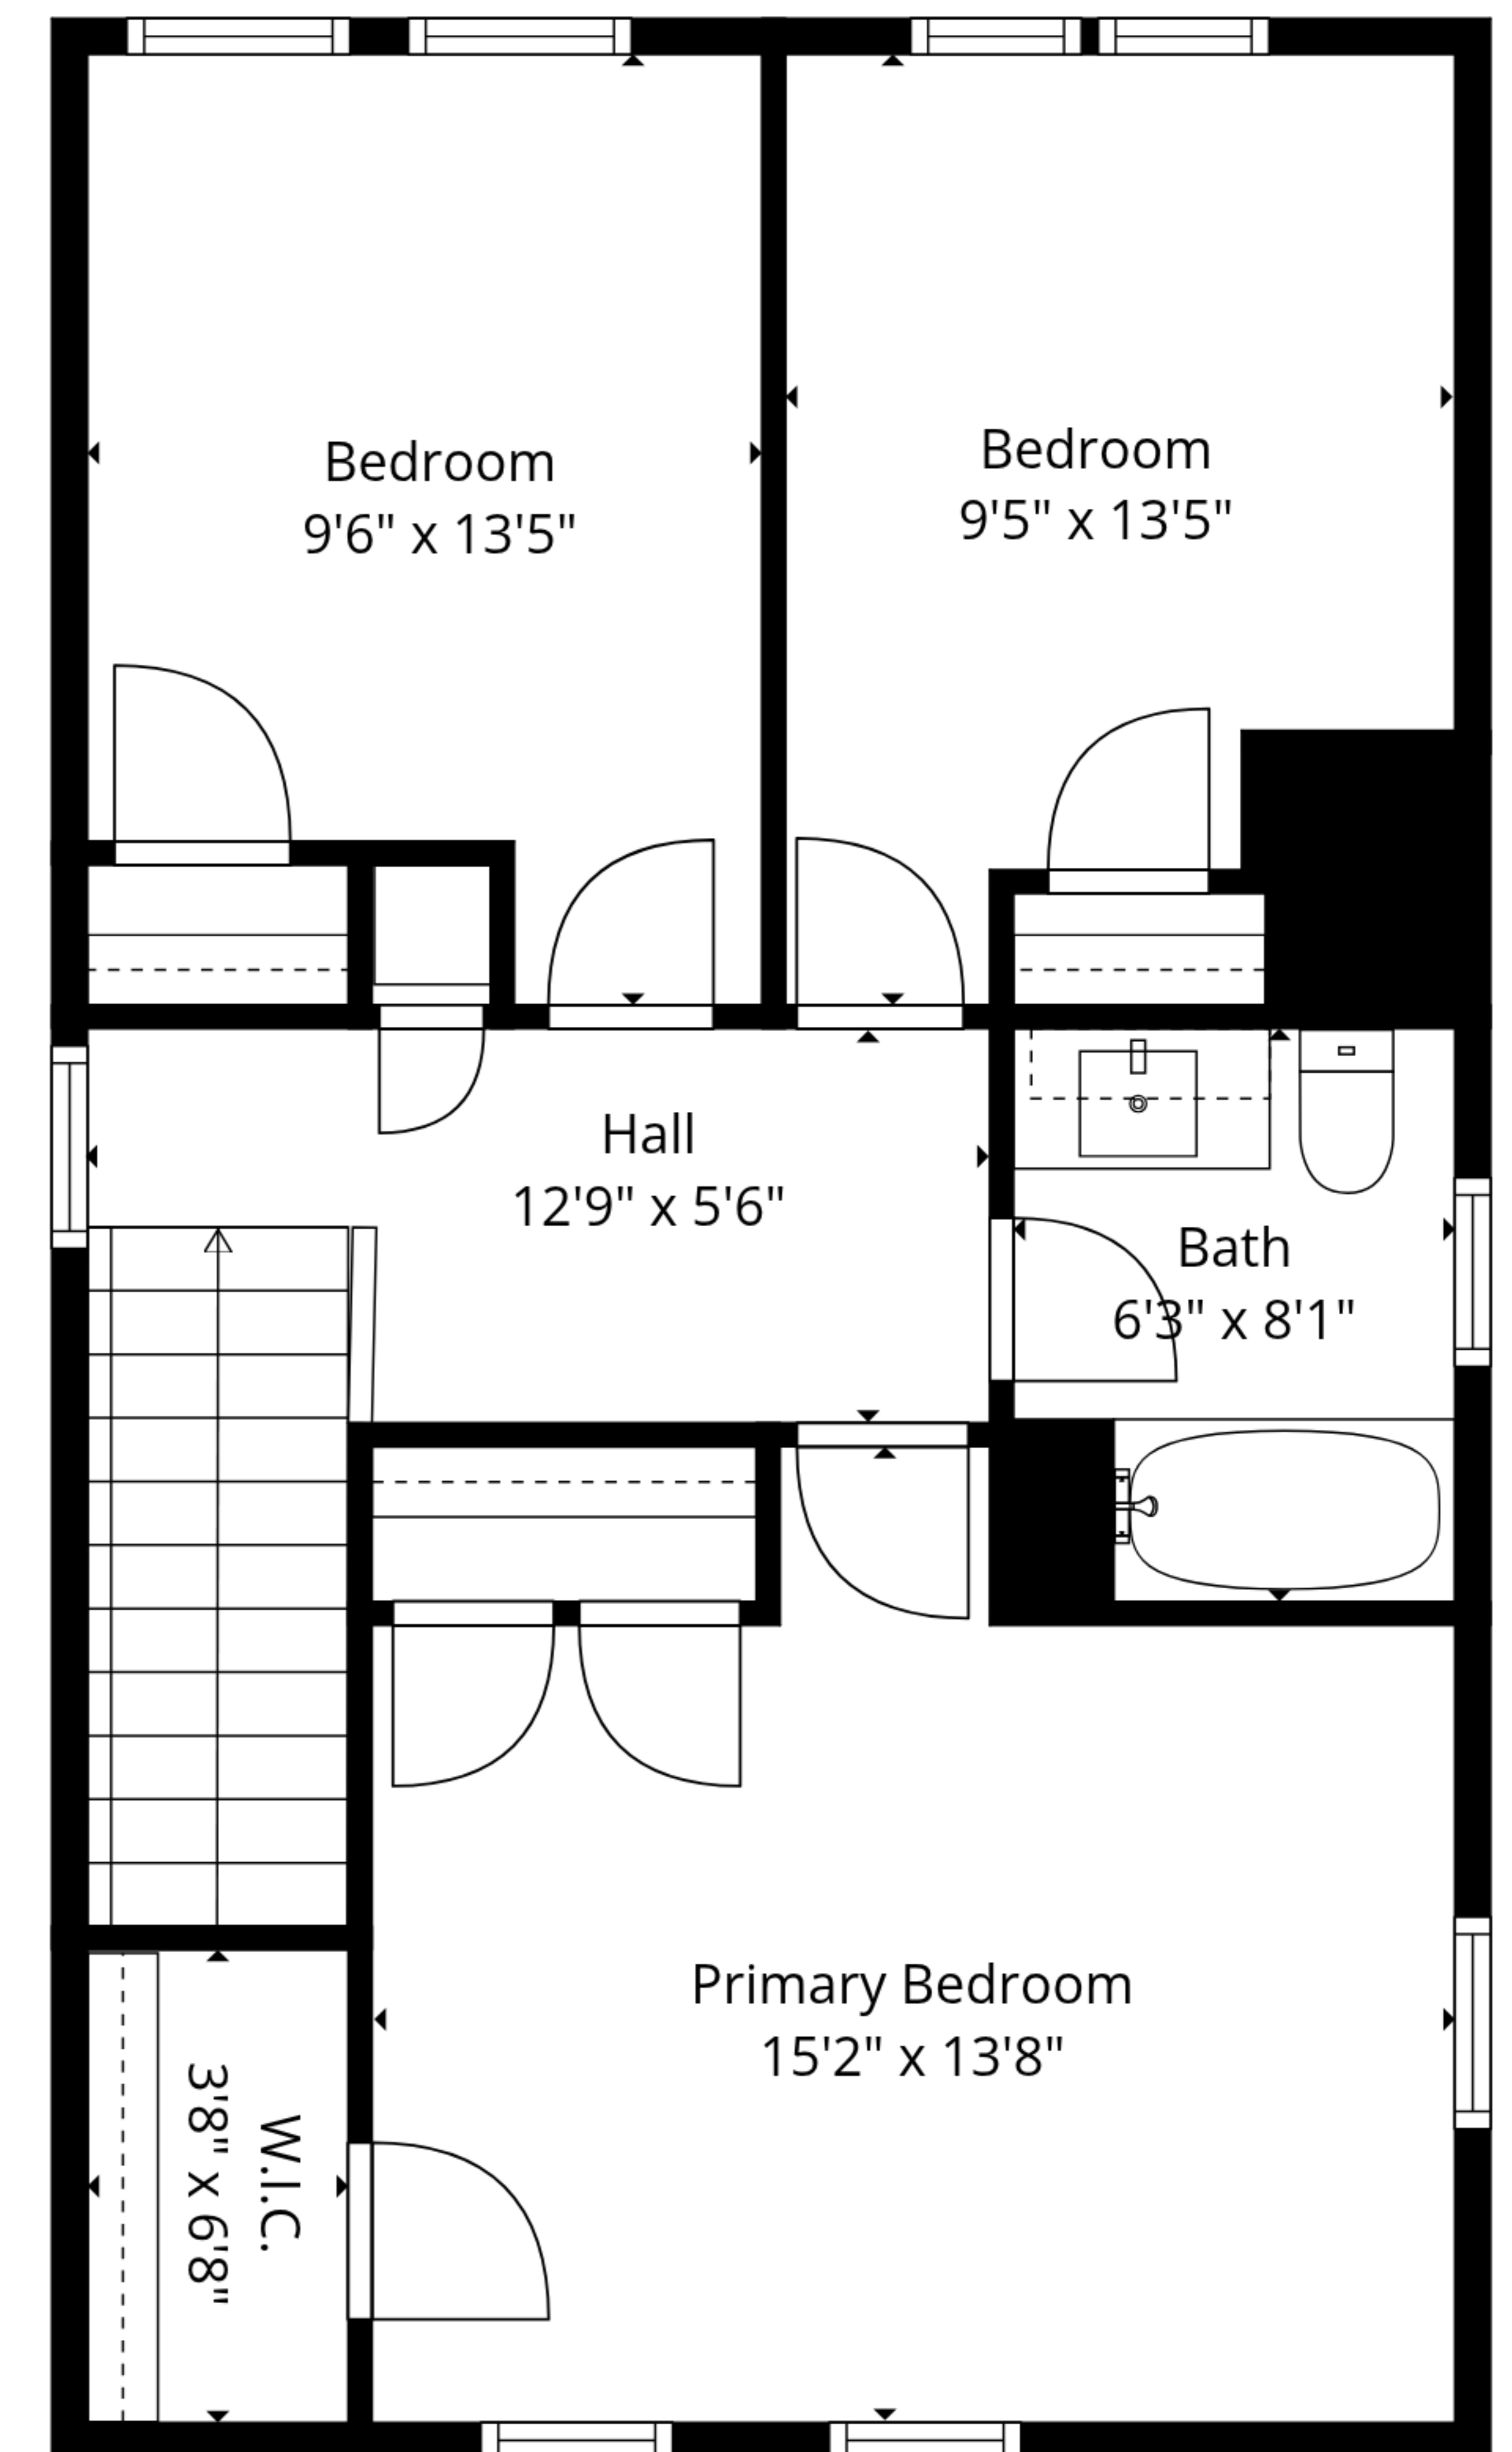 Bedroom
9'6" x 13'5"
Bedroom
9'5" x 13'5"
Hall
12'9" x 5'6"
Bath
6'3" x 8'1"
Primary Bedroom
15'2" x 13'8"
W.I.C.
3'8" x 6'8"